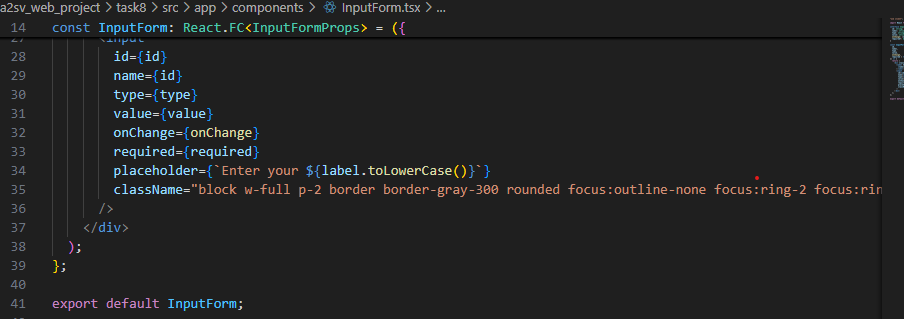 a2sv_web_project > task8 > src > app > components > InputForm.tsx > ...
14 const InputForm: React.FC<InputFormProps> = ({
27 <input
28 id={id}
29 name={id}
30 type={type}
31 value={value}
32 onChange={onChange}
33 required={required}
34 placeholder={`Enter your ${label.toLowerCase()}`}
35 className="block w-full p-2 border border-gray-300 rounded focus:outline-none focus:ring-2 focus:rin
36 />
37 </div>
38 );
39 };
40
41 export default InputForm;